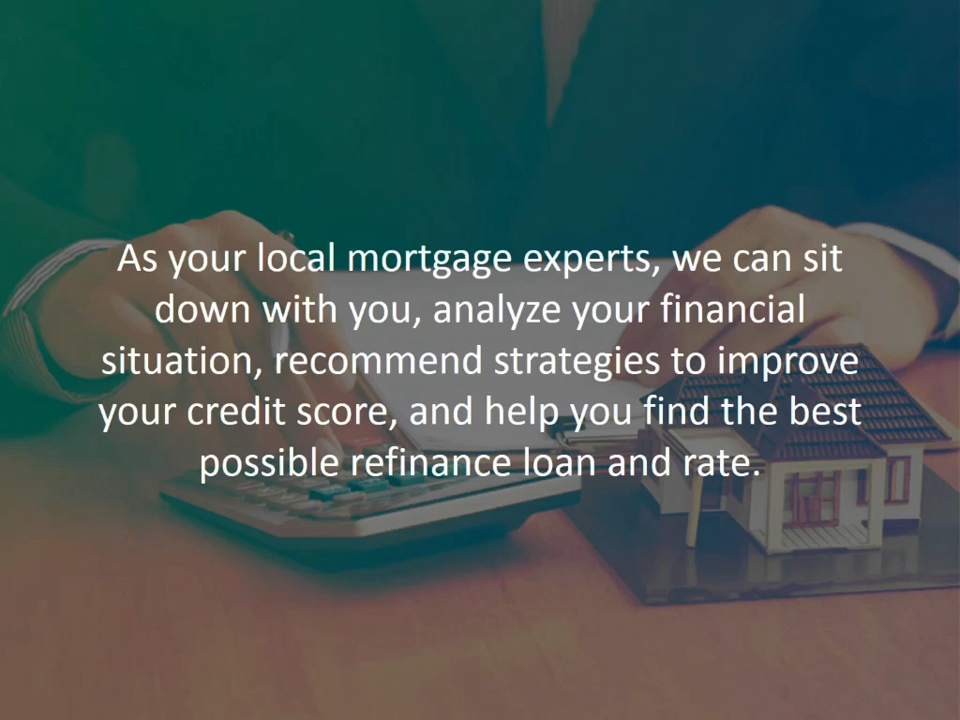 As your local mortgage experts, we can sit
down with you, analyze your financial
situation, recommend strategies to improve
your credit score, and help you find the best
possible refinance loan and rate.